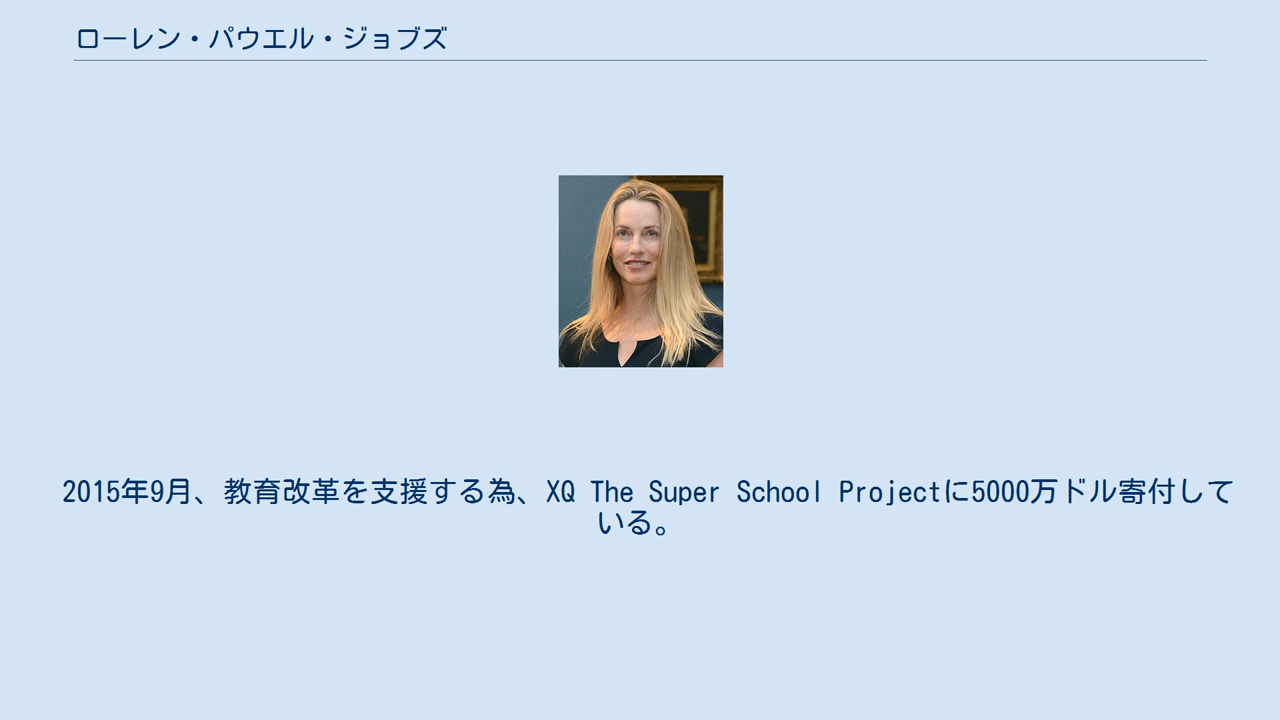 ローレン・パウエル・ジョブズ
2015年9月、教育改革を支援する為、XQ The Super School Projectに5000万ドル寄付して
いる。